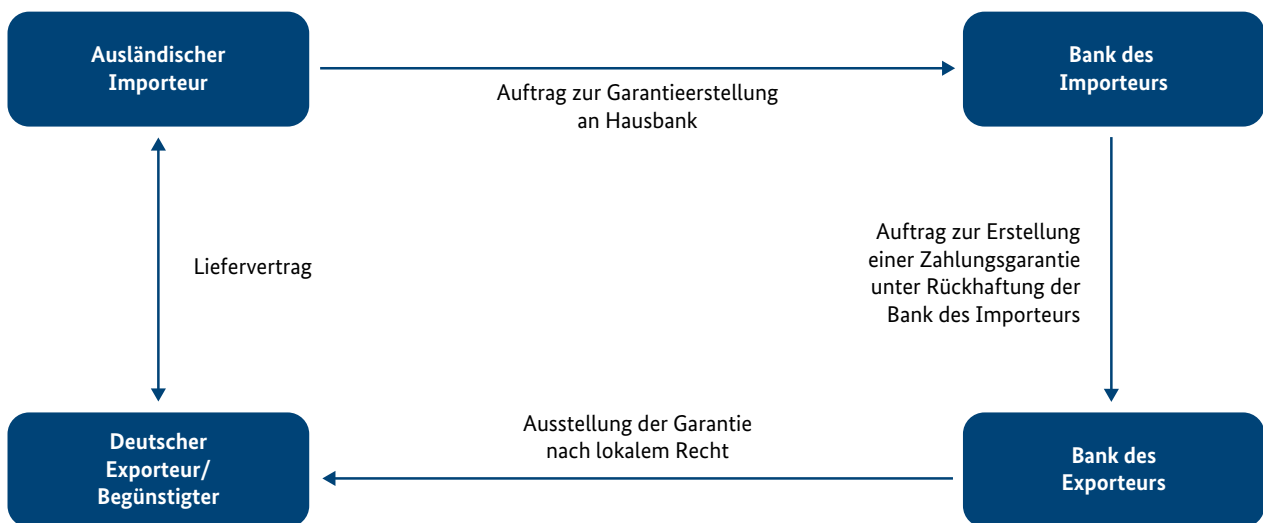 Ausländischer
Importeur
Auftrag zur Garantieerstellung
an Hausbank
Bank des
Importeurs
Liefervertrag
Auftrag zur Erstellung
einer Zahlungsgarantie
unter Rückhaftung der
Bank des Importeurs
Deutscher
Exporteur/
Begünstigter
Ausstellung der Garantie
nach lokalem Recht
Bank des
Exporteurs